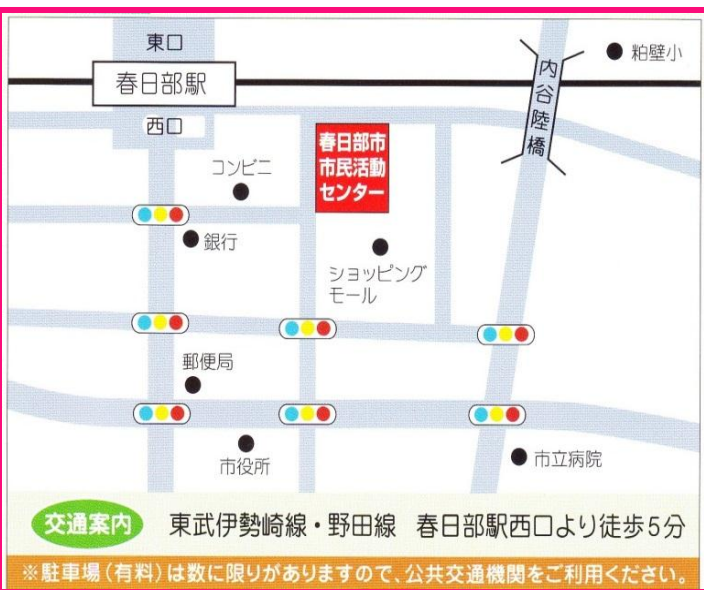 東口
春日部駅
西口
内谷陸橋
粕壁小
春日部市
市民活動
センター
コンビニ
銀行
ショッピング
モール
郵便局
市役所
市立病院
交通案内 東武伊勢崎線・野田線 春日部駅西口より徒歩5分
※駐車場(有料)は数に限りがありますので、公共交通機関をご利用ください。